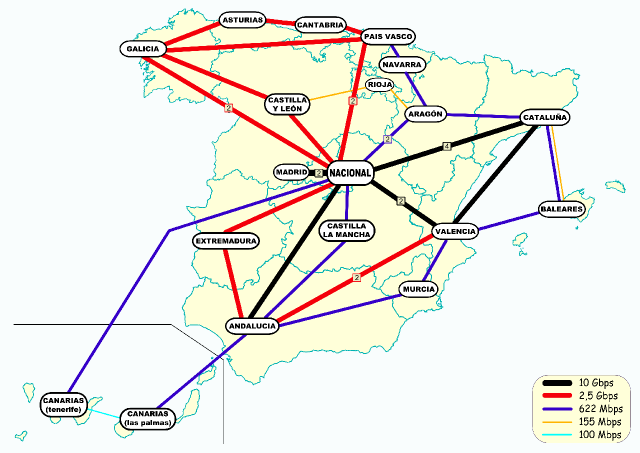 ASTURIAS
CANTABRIA
PAIS VASCO
GALICIA
NAVARRA
RIOJA
CASTILLA
Y LEÓN
2
2
ARAGÓN
CATALUÑA
2
4
MADRID
2
NACIONAL
2
BALEARES
EXTREMADURA
CASTILLA
LA MANCHA
VALENCIA
2
MURCIA
ANDALUCIA
CANARIAS
(tenerife)
CANARIAS
(las palmas)
10 Gbps
2,5 Gbps
622 Mbps
155 Mbps
100 Mbps